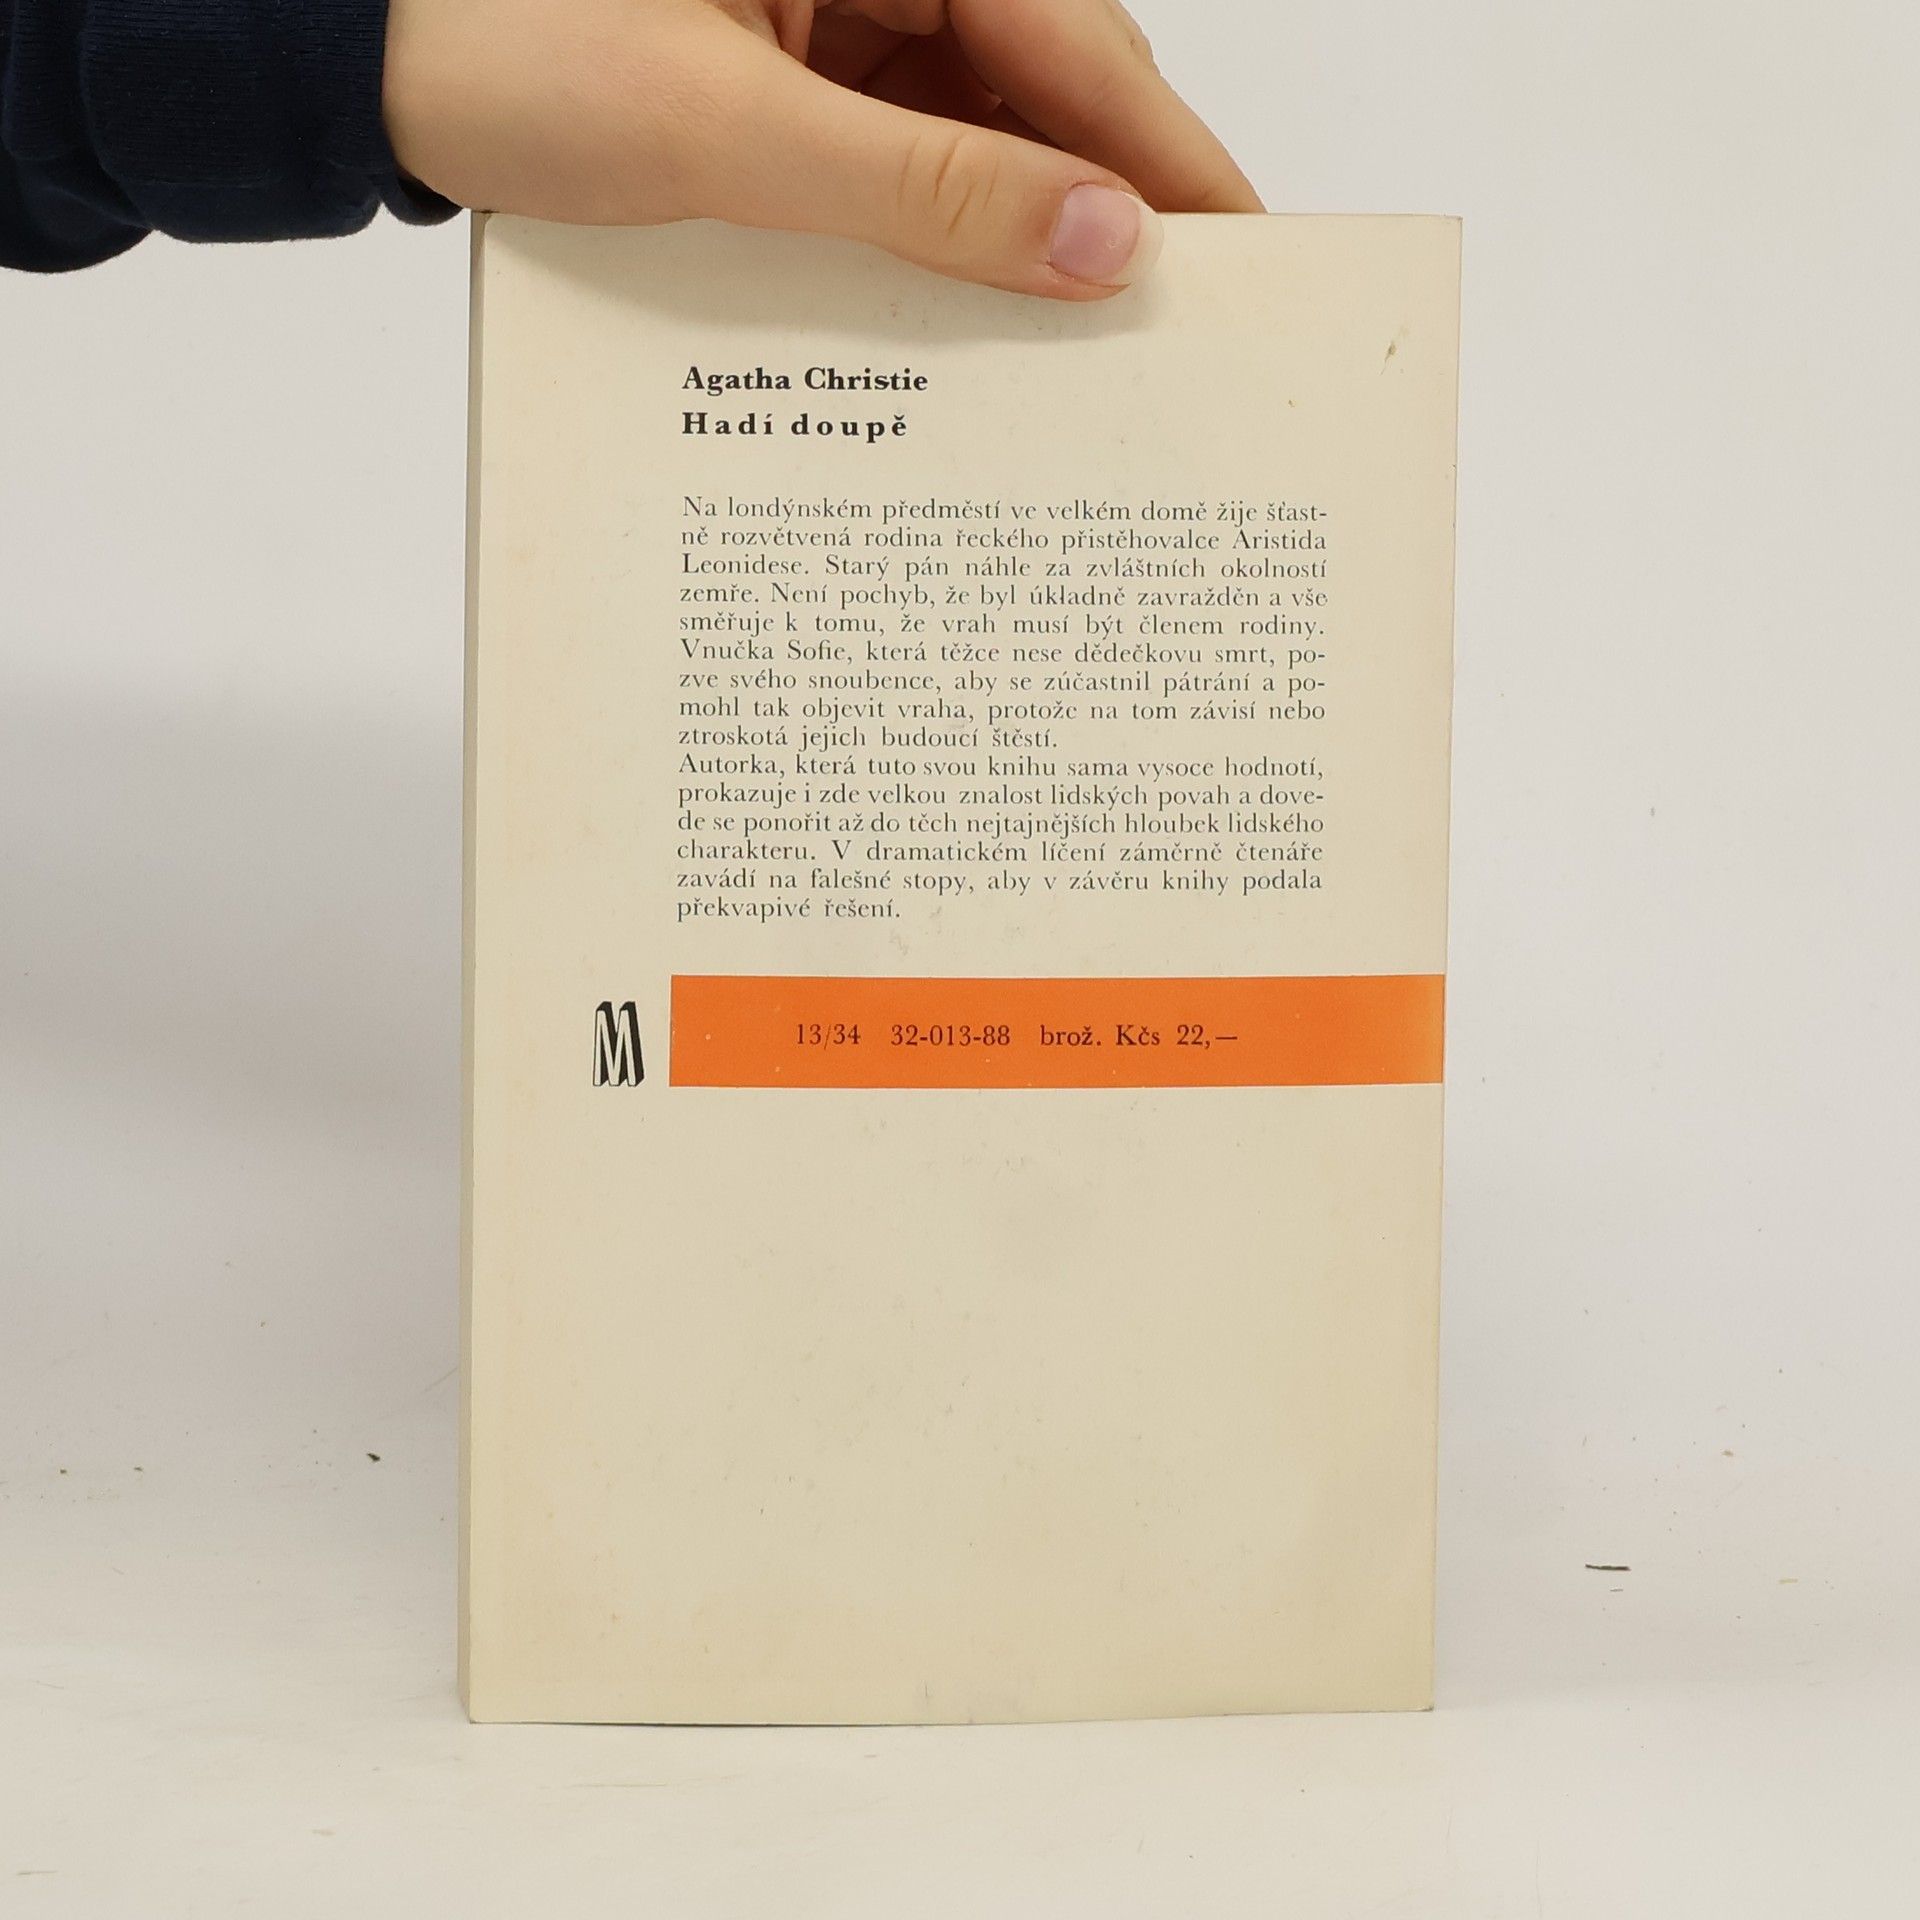 Agatha Christie
Hadí doupě
Na londýnském předměstí ve velkém domě žije šťast-
ně rozvětvená rodina řeckého přistěhovalce Aristida
Leonidese. Starý pán náhle za zvláštních okolností
zemře. Není pochyb, že byl úkladně zavražděn a vše
směřuje k tomu, že vrah musí být členem rodiny.
Vnučka Sofie, která těžce nese dědečkovu smrt, po-
zve svého snoubence, aby se zúčastnil pátrání a po-
mohl tak objevit vraha, protože na tom závisí nebo
ztroskotá jejich budoucí štěstí.
Autorka, která tuto svou knihu sama vysoce hodnotí,
prokazuje i zde velkou znalost lidských povah a dove-
de se ponořit až do těch nejtajnějších hloubek lidského
charakteru. V dramatickém líčení záměrně čtenáře
zavádí na falešné stopy, aby v závěru knihy podala
překvapivé řešení.
M
13/34 32-013-88 brož. Kčs 22,—